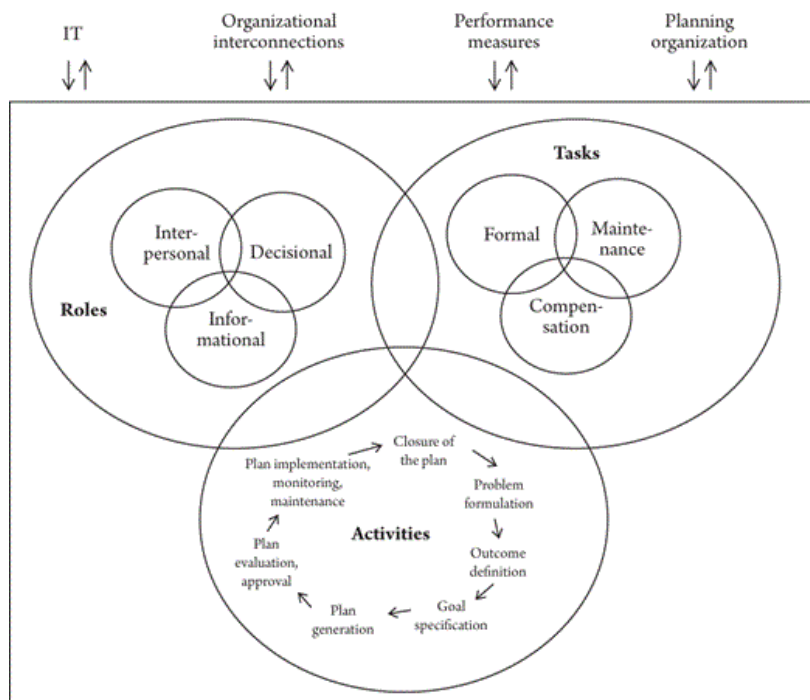 IT
Organizational
interconnections
Performance
measures
Planning
organization
Roles
Inter-
personal
Decisional
Infor-
mational
Tasks
Formal
Mainte-
nance
Compen-
sation
Activities
Closure of
the plan
Problem
formulation
Outcome
definition
Goal
specification
Plan
generation
Plan
evaluation,
approval
Plan implementation,
monitoring,
maintenance